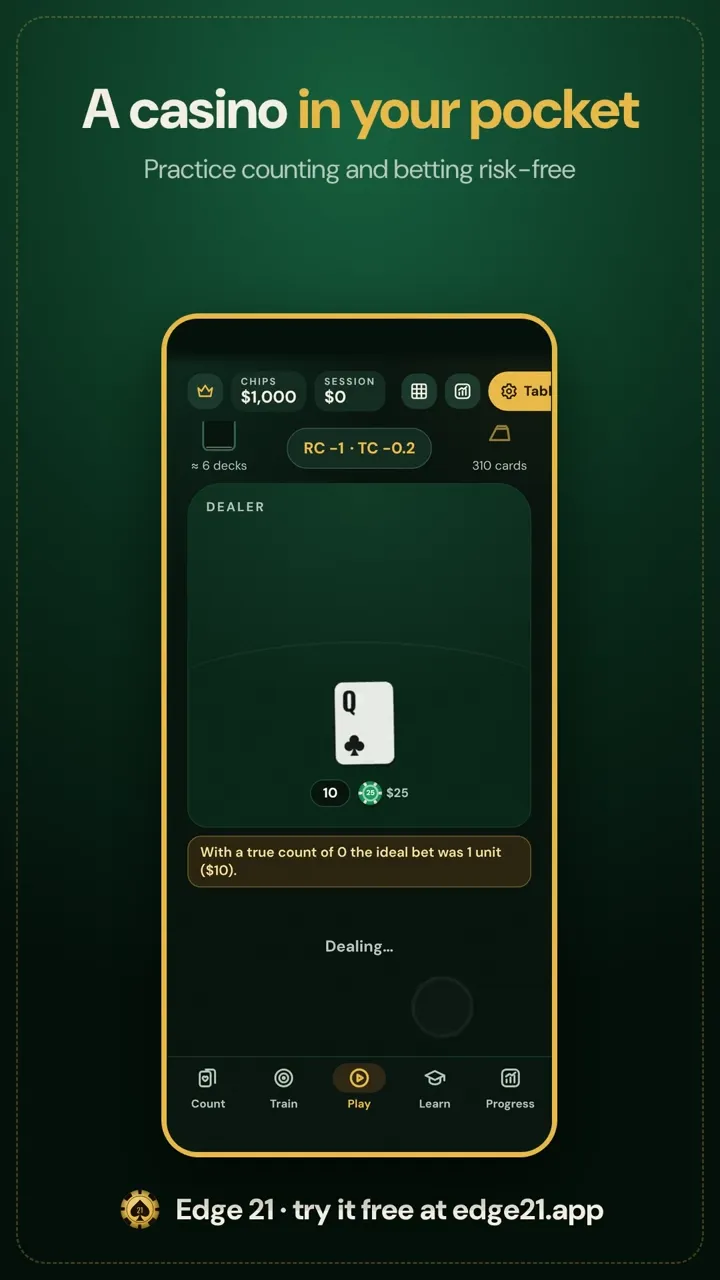 A casino in your pocket
Practice counting and betting risk-free
CHIPS
$1,000
SESSION
$0
Tabl
≈ 6 decks
RC −1 · TC −0.2
310 cards
DEALER
Q
10
25
$25
With a true count of 0 the ideal bet was 1 unit
($10).
Dealing…
Count
Train
Play
Learn
Progress
21
Edge 21 · try it free at edge21.app